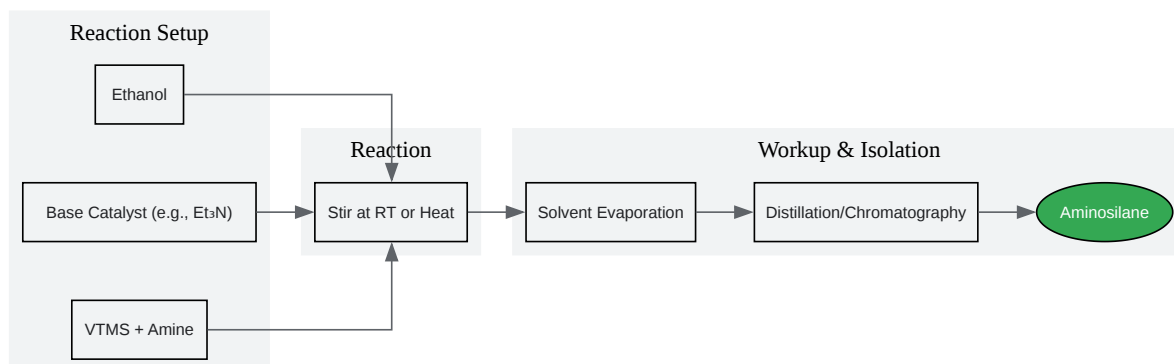 Reaction Setup
Ethanol
Base Catalyst (e.g., Et₃N)
VTMS + Amine
Reaction
Stir at RT or Heat
Workup & Isolation
Solvent Evaporation
Distillation/Chromatography
Aminosilane